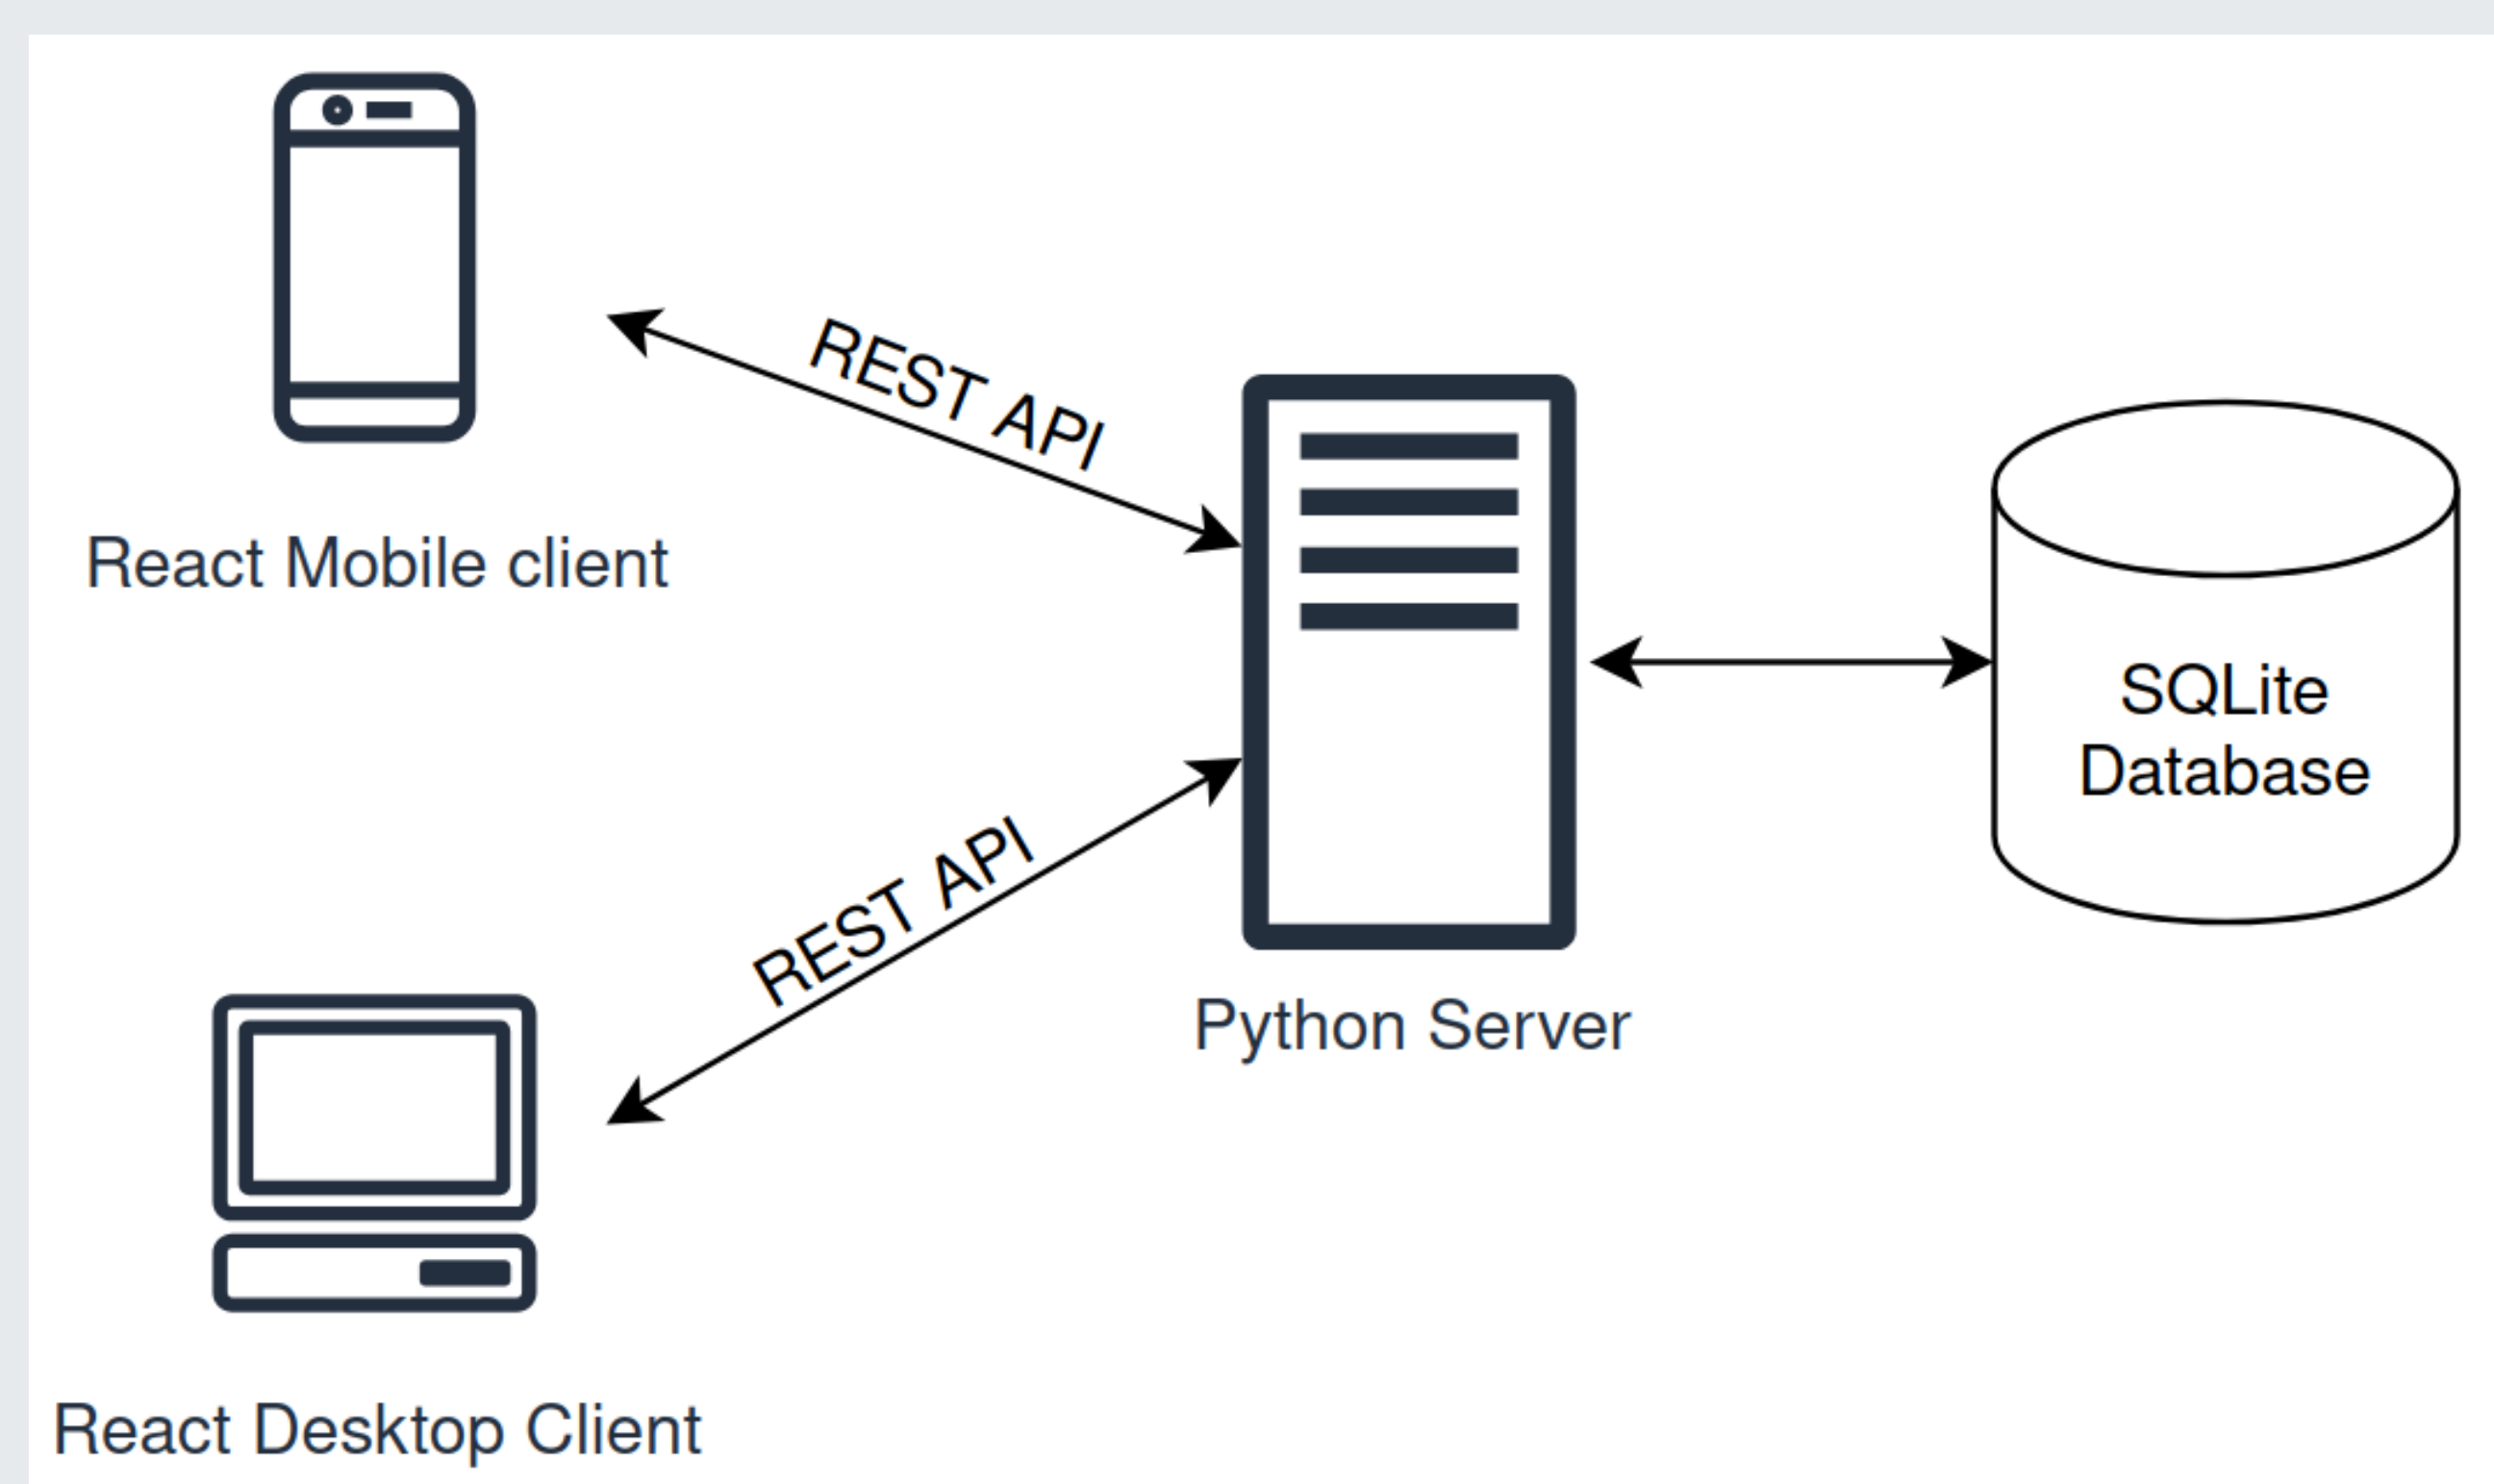 REST API
React Mobile client
SQLite
Database
REST API
Python Server
React Desktop Client